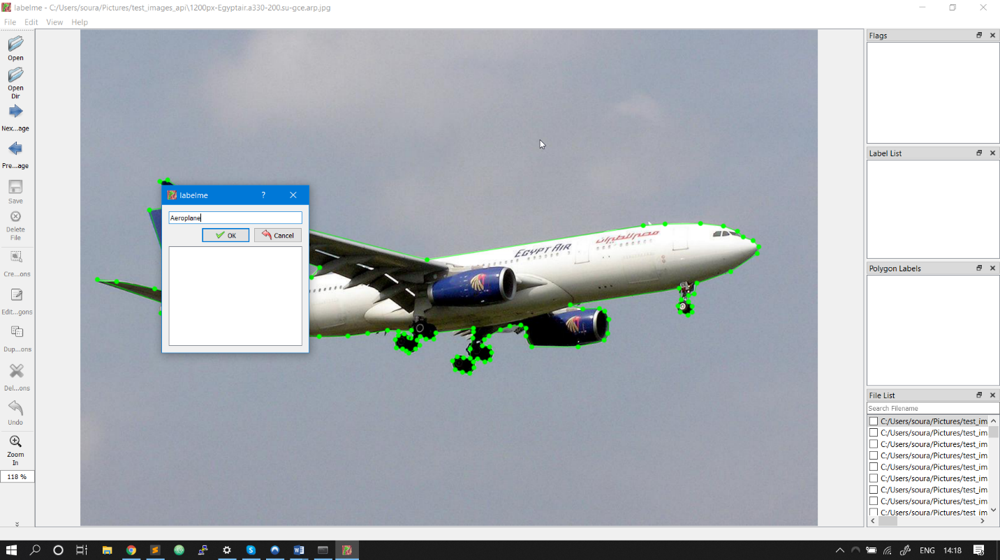 labelme - C:/Users/soura/Pictures/test_images_api\1200px-Egyptair.a330-200.su-gce.arp.jpg
File Edit View Help
Open
Open
Dir
Nex...age
Pre...age
Save
Delete
File
Cre...ons
Edit...gons
Dup...ons
Del...ons
Undo
Zoom
In
118 %
labelme ?
Aeroplane
OK Cancel
EGYPT AIR
مصر للطيران
Flags
Label List
Polygon Labels
File List
Search Filename
C:/Users/soura/Pictures/test_im
C:/Users/soura/Pictures/test_im
C:/Users/soura/Pictures/test_im
C:/Users/soura/Pictures/test_im
C:/Users/soura/Pictures/test_im
C:/Users/soura/Pictures/test_im
C:/Users/soura/Pictures/test_im
C:/Users/soura/Pictures/test_im
C:/Users/soura/Pictures/test_im
ENG 14:18